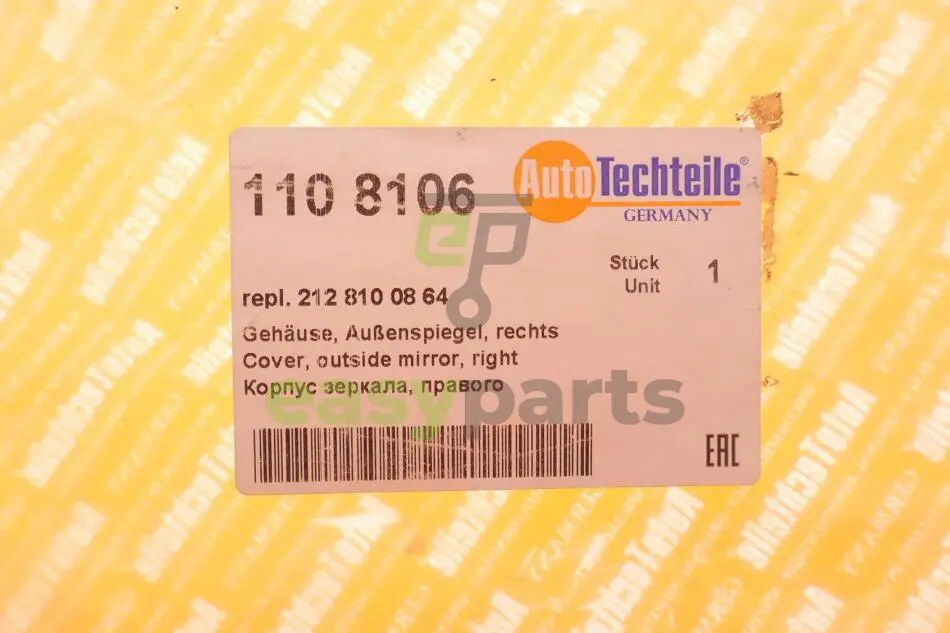 110 8106
AutoTechteile®
GERMANY
Stück 1
Unit
repl. 212 810 08 64
Gehäuse, Außenspiegel, rechts
Cover, outside mirror, right
Корпус зеркала, правого
ep
easyparts
EAC